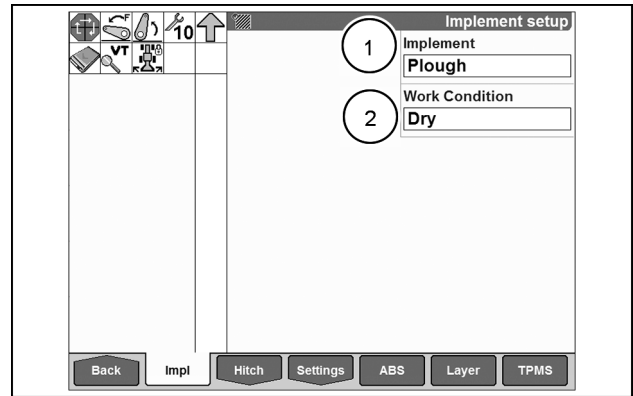 F
10
VT
Implement setup
1
Implement
Plough
2
Work Condition
Dry
Back
Impl
Hitch
Settings
ABS
Layer
TPMS